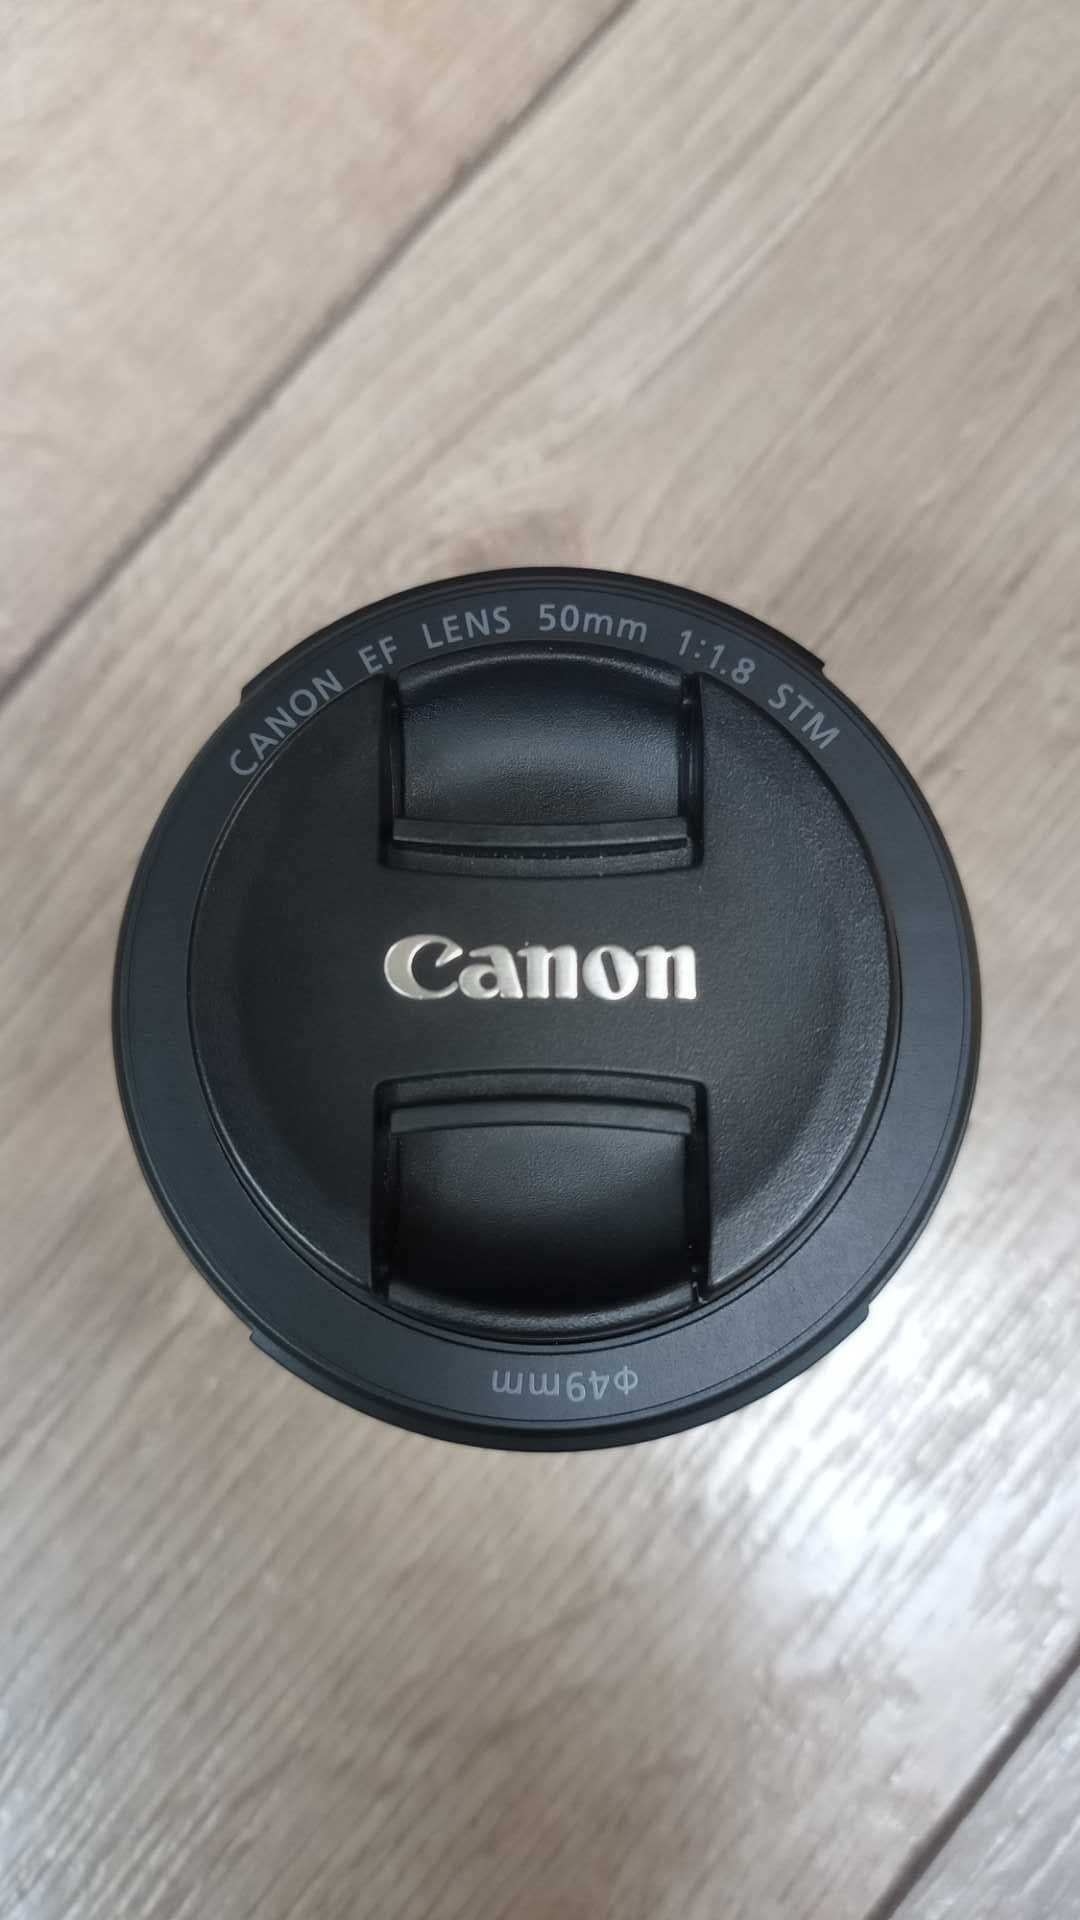 CANON EF LENS 50mm 1:1.8 STM
Canon
Φ49mm